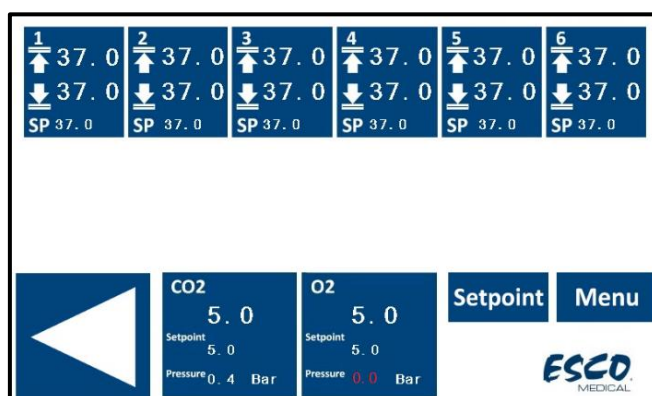 1 2 3 4 5 6
37. 0 37. 0 37. 0 37. 0 37. 0 37. 0
37. 0 37. 0 37. 0 37. 0 37. 0 37. 0
SP 37. 0 SP 37. 0 SP 37. 0 SP 37. 0 SP 37. 0 SP 37. 0
CO2 O2 Setpoint Menu
5. 0 5. 0
Setpoint Setpoint
5. 0 5. 0
Pressure 0. 4 Bar Pressure 0. 0 Bar
ESCO
MEDICAL